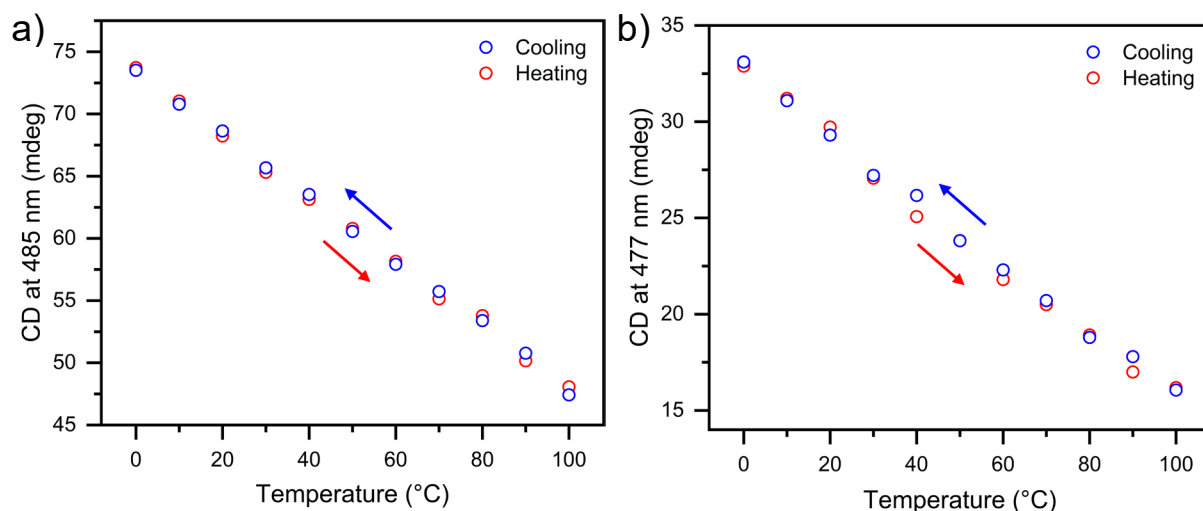 a)
CD at 485 nm (mdeg)
75
70
65
60
55
50
45
Cooling
Heating
0 20 40 60 80 100
Temperature (°C)
b)
CD at 477 nm (mdeg)
35
30
25
20
15
Cooling
Heating
0 20 40 60 80 100
Temperature (°C)